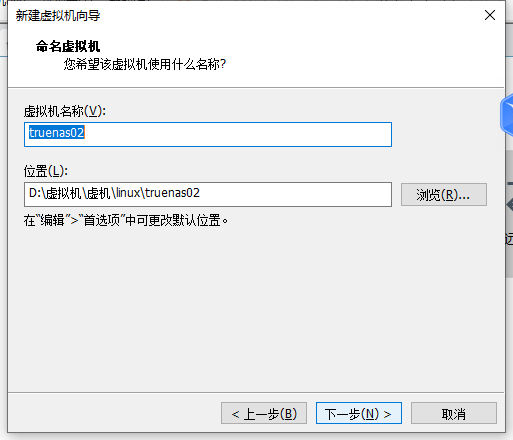 新建虚拟机向导
命名虚拟机
您希望该虚拟机使用什么名称?
虚拟机名称(V):
truenas02
位置(L):
D:\虚拟机\虚机\linux\truenas02
浏览(R)...
在“编辑”>“首选项”中可更改默认位置。
< 上一步(B)
下一步(N) >
取消